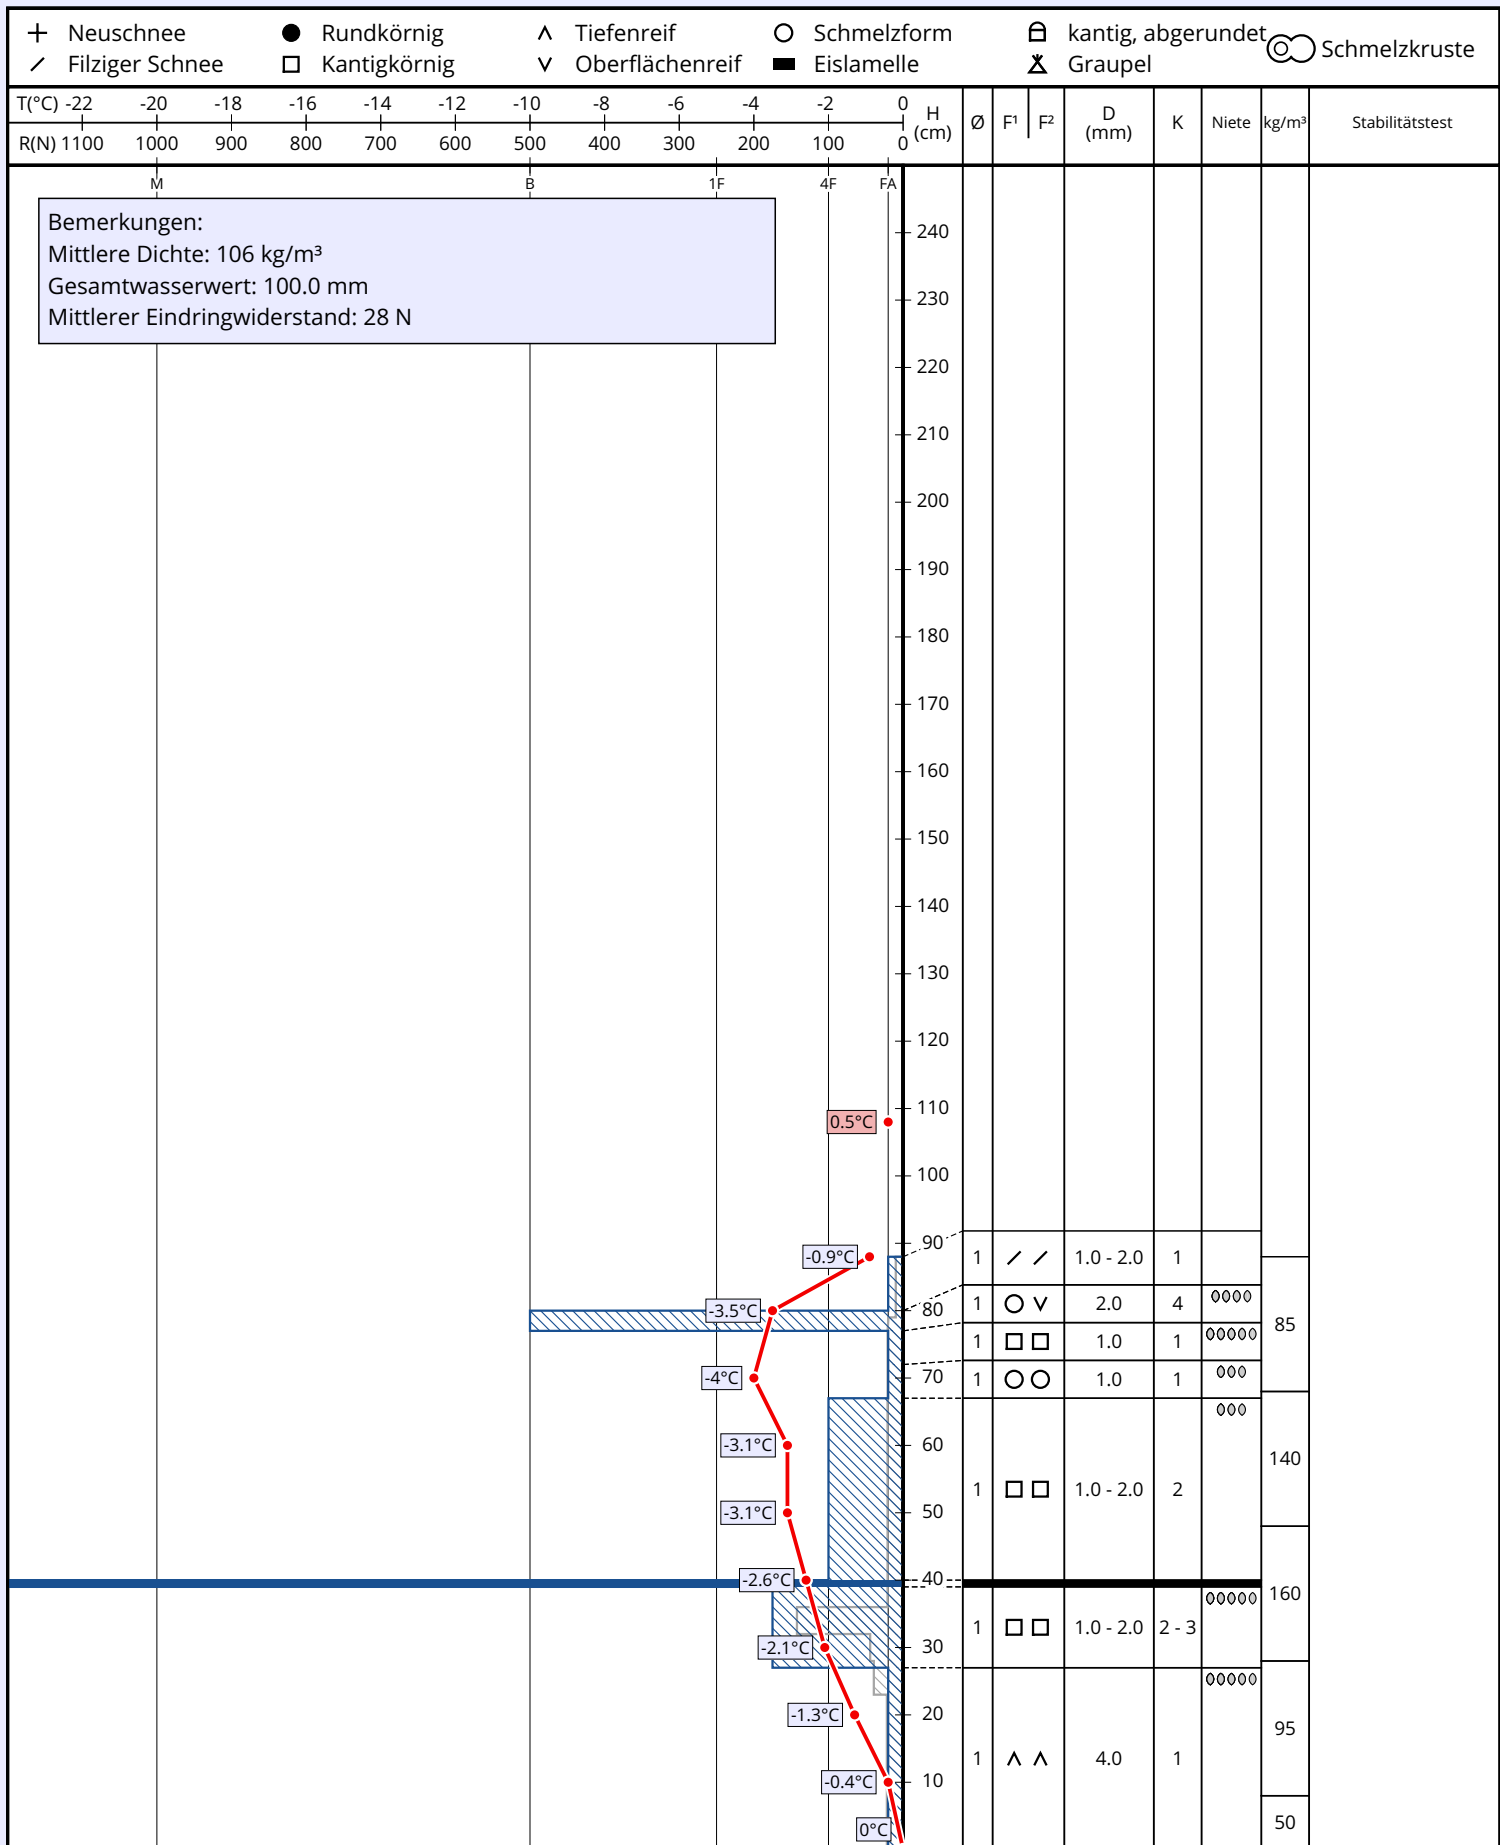 Neuschnee Rundkörnig Tiefenreif Schmelzform kantig, abgerundet Schmelzkruste
Filziger Schnee Kantigkörnig Oberflächenreif Eislamelle Graupel
T(°C) -22 -20 -18 -16 -14 -12 -10 -8 -6 -4 -2 0
R(N) 1100 1000 900 800 700 600 500 400 300 200 100 0
H (cm) Ø F¹ F² D (mm) K Niete kg/m³ Stabilitätstest
M B 1F 4F FA
Bemerkungen:
Mittlere Dichte: 106 kg/m³
Gesamtwasserwert: 100.0 mm
Mittlerer Eindringwiderstand: 28 N
240
230
220
210
200
190
180
170
160
150
140
130
120
110
0.5°C
100
90
-0.9°C 1 1.0 - 2.0 1
-3.5°C 80 1 2.0 4
85
1 1.0 1
-4°C 70 1 1.0 1
-3.1°C 60
140
1 1.0 - 2.0 2
-3.1°C 50
-2.6°C 40
160
1 1.0 - 2.0 2 - 3
-2.1°C 30
-1.3°C 20
95
1 4.0 1
-0.4°C 10
50
0°C